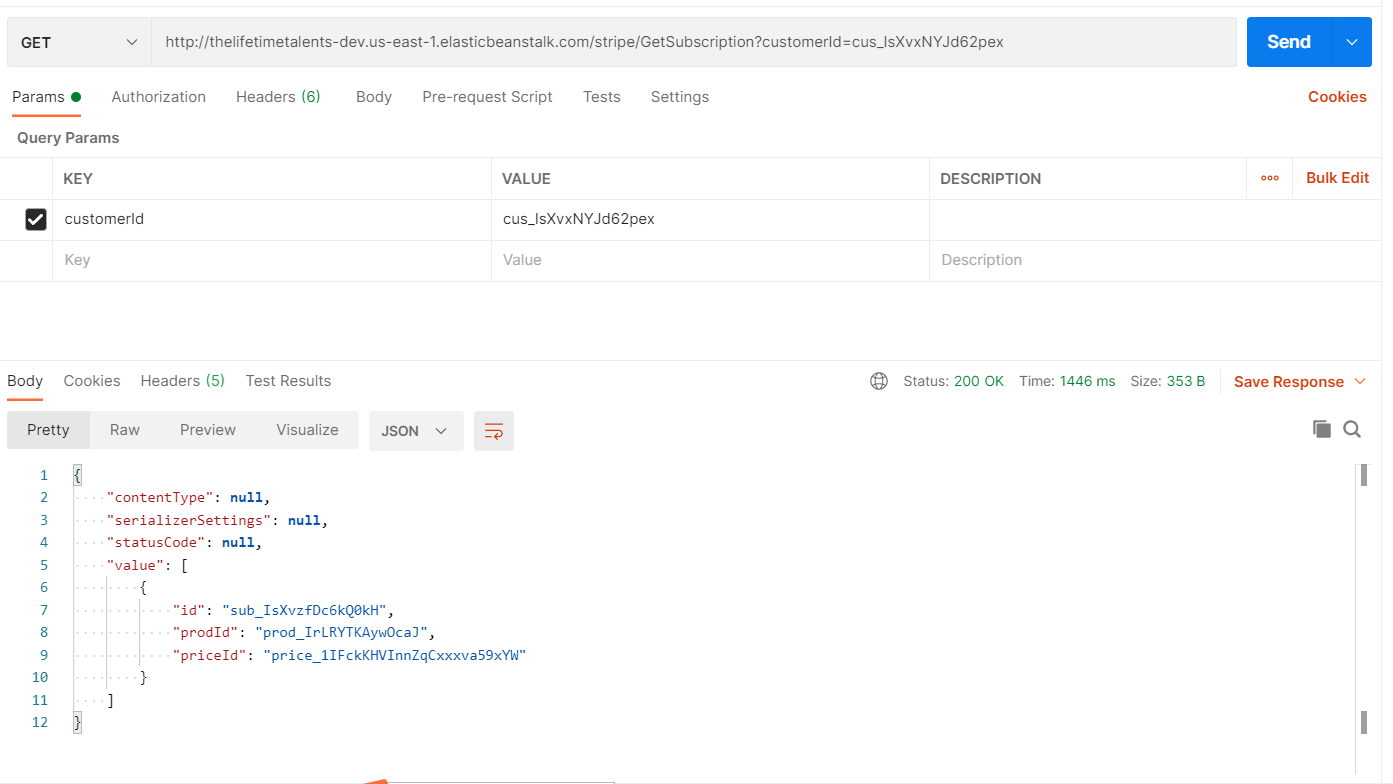 GET http://thelifetimetalents-dev.us-east-1.elasticbeanstalk.com/stripe/GetSubscription?customerId=cus_IsXvxNYJd62pex Send
Params Authorization Headers (6) Body Pre-request Script Tests Settings Cookies
Query Params
KEY VALUE DESCRIPTION Bulk Edit
customerId cus_IsXvxNYJd62pex
Key Value Description
Body Cookies Headers (5) Test Results Status: 200 OK Time: 1446 ms Size: 353 B Save Response
Pretty Raw Preview Visualize JSON
1 {
2 "contentType": null,
3 "serializerSettings": null,
4 "statusCode": null,
5 "value": [
6 {
7 "id": "sub_IsXvzfDc6kQ0kH",
8 "prodId": "prod_IrLRYTKAywOcaJ",
9 "priceId": "price_1IFckKHVInnZqCxxxva59xYW"
10 }
11 ]
12 }